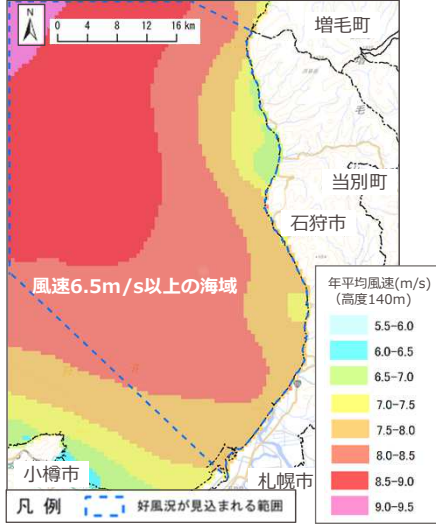 N
0 4 8 12 16 km
増毛町
当別町
石狩市
風速6.5m/s以上の海域
年平均風速(m/s)
(高度140m)
5.5-6.0
6.0-6.5
6.5-7.0
7.0-7.5
7.5-8.0
8.0-8.5
8.5-9.0
9.0-9.5
小樽市
札幌市
凡 例 好風況が見込まれる範囲